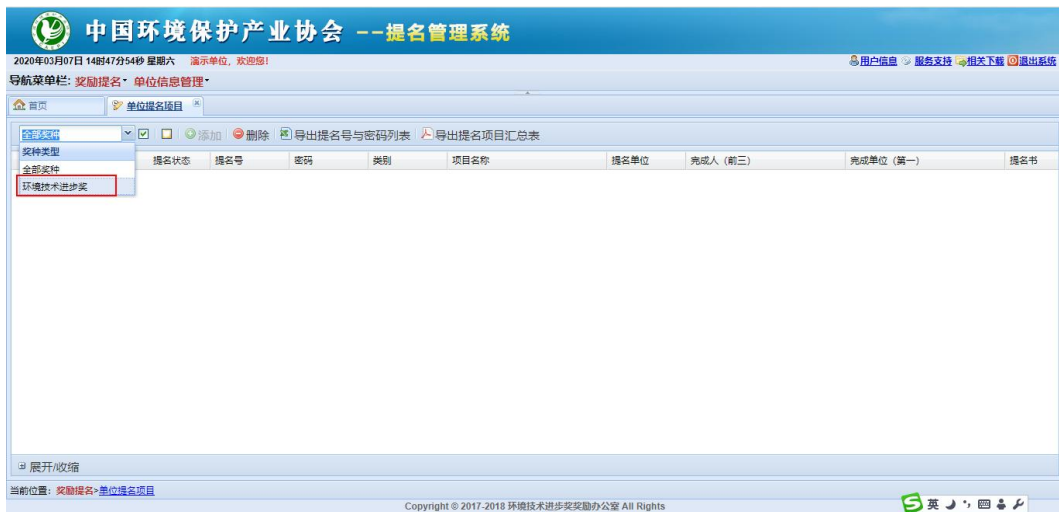 中国环境保护产业协会 --提名管理系统
2020年03月07日 14时47分54秒 星期六 演示单位，欢迎您! 用户信息 服务支持 相关下载 退出系统
导航菜单栏: 奖励提名 单位信息管理
首页 单位提名项目
全部奖种 添加 删除 导出提名号与密码列表 导出提名项目汇总表
奖种类型
提名状态 提名号 密码 类别 项目名称 提名单位 完成人（前三） 完成单位（第一） 提名书
全部奖种
环境技术进步奖
展开/收缩
当前位置: 奖励提名>单位提名项目
Copyright © 2017-2018 环境技术进步奖奖励办公室 All Rights
英